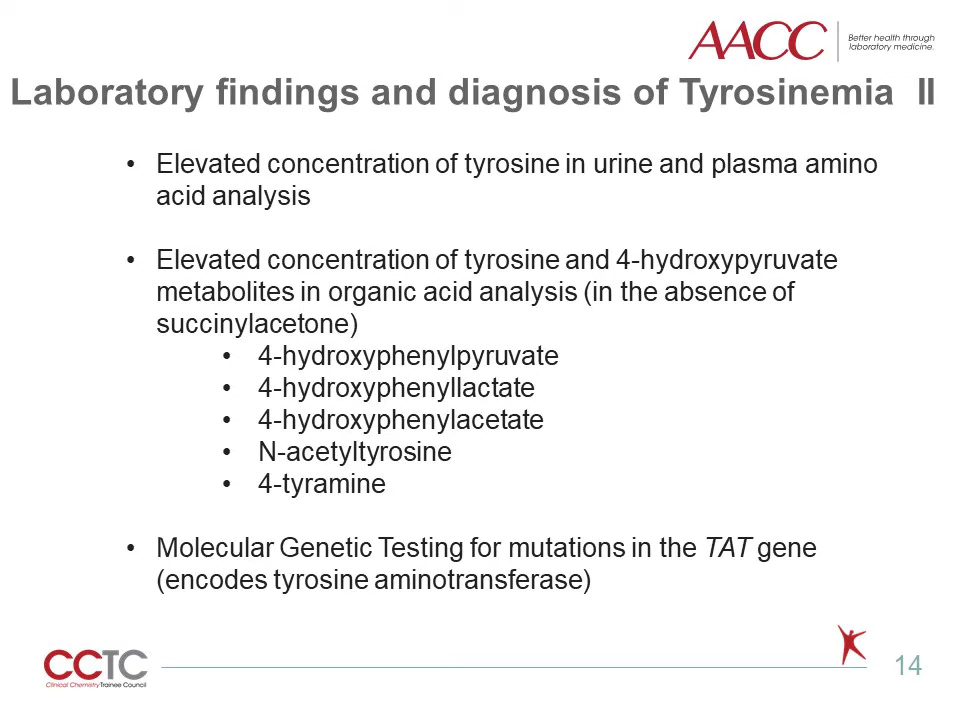 AACC
Better health through
laboratory medicine.
Laboratory findings and diagnosis of Tyrosinemia II
• Elevated concentration of tyrosine in urine and plasma amino
acid analysis
• Elevated concentration of tyrosine and 4-hydroxypyruvate
metabolites in organic acid analysis (in the absence of
succinylacetone)
• 4-hydroxyphenylpyruvate
• 4-hydroxyphenyllactate
• 4-hydroxyphenylacetate
• N-acetyltyrosine
• 4-tyramine
• Molecular Genetic Testing for mutations in the TAT gene
(encodes tyrosine aminotransferase)
CCTC
Clinical Chemistry Trainee Council
14